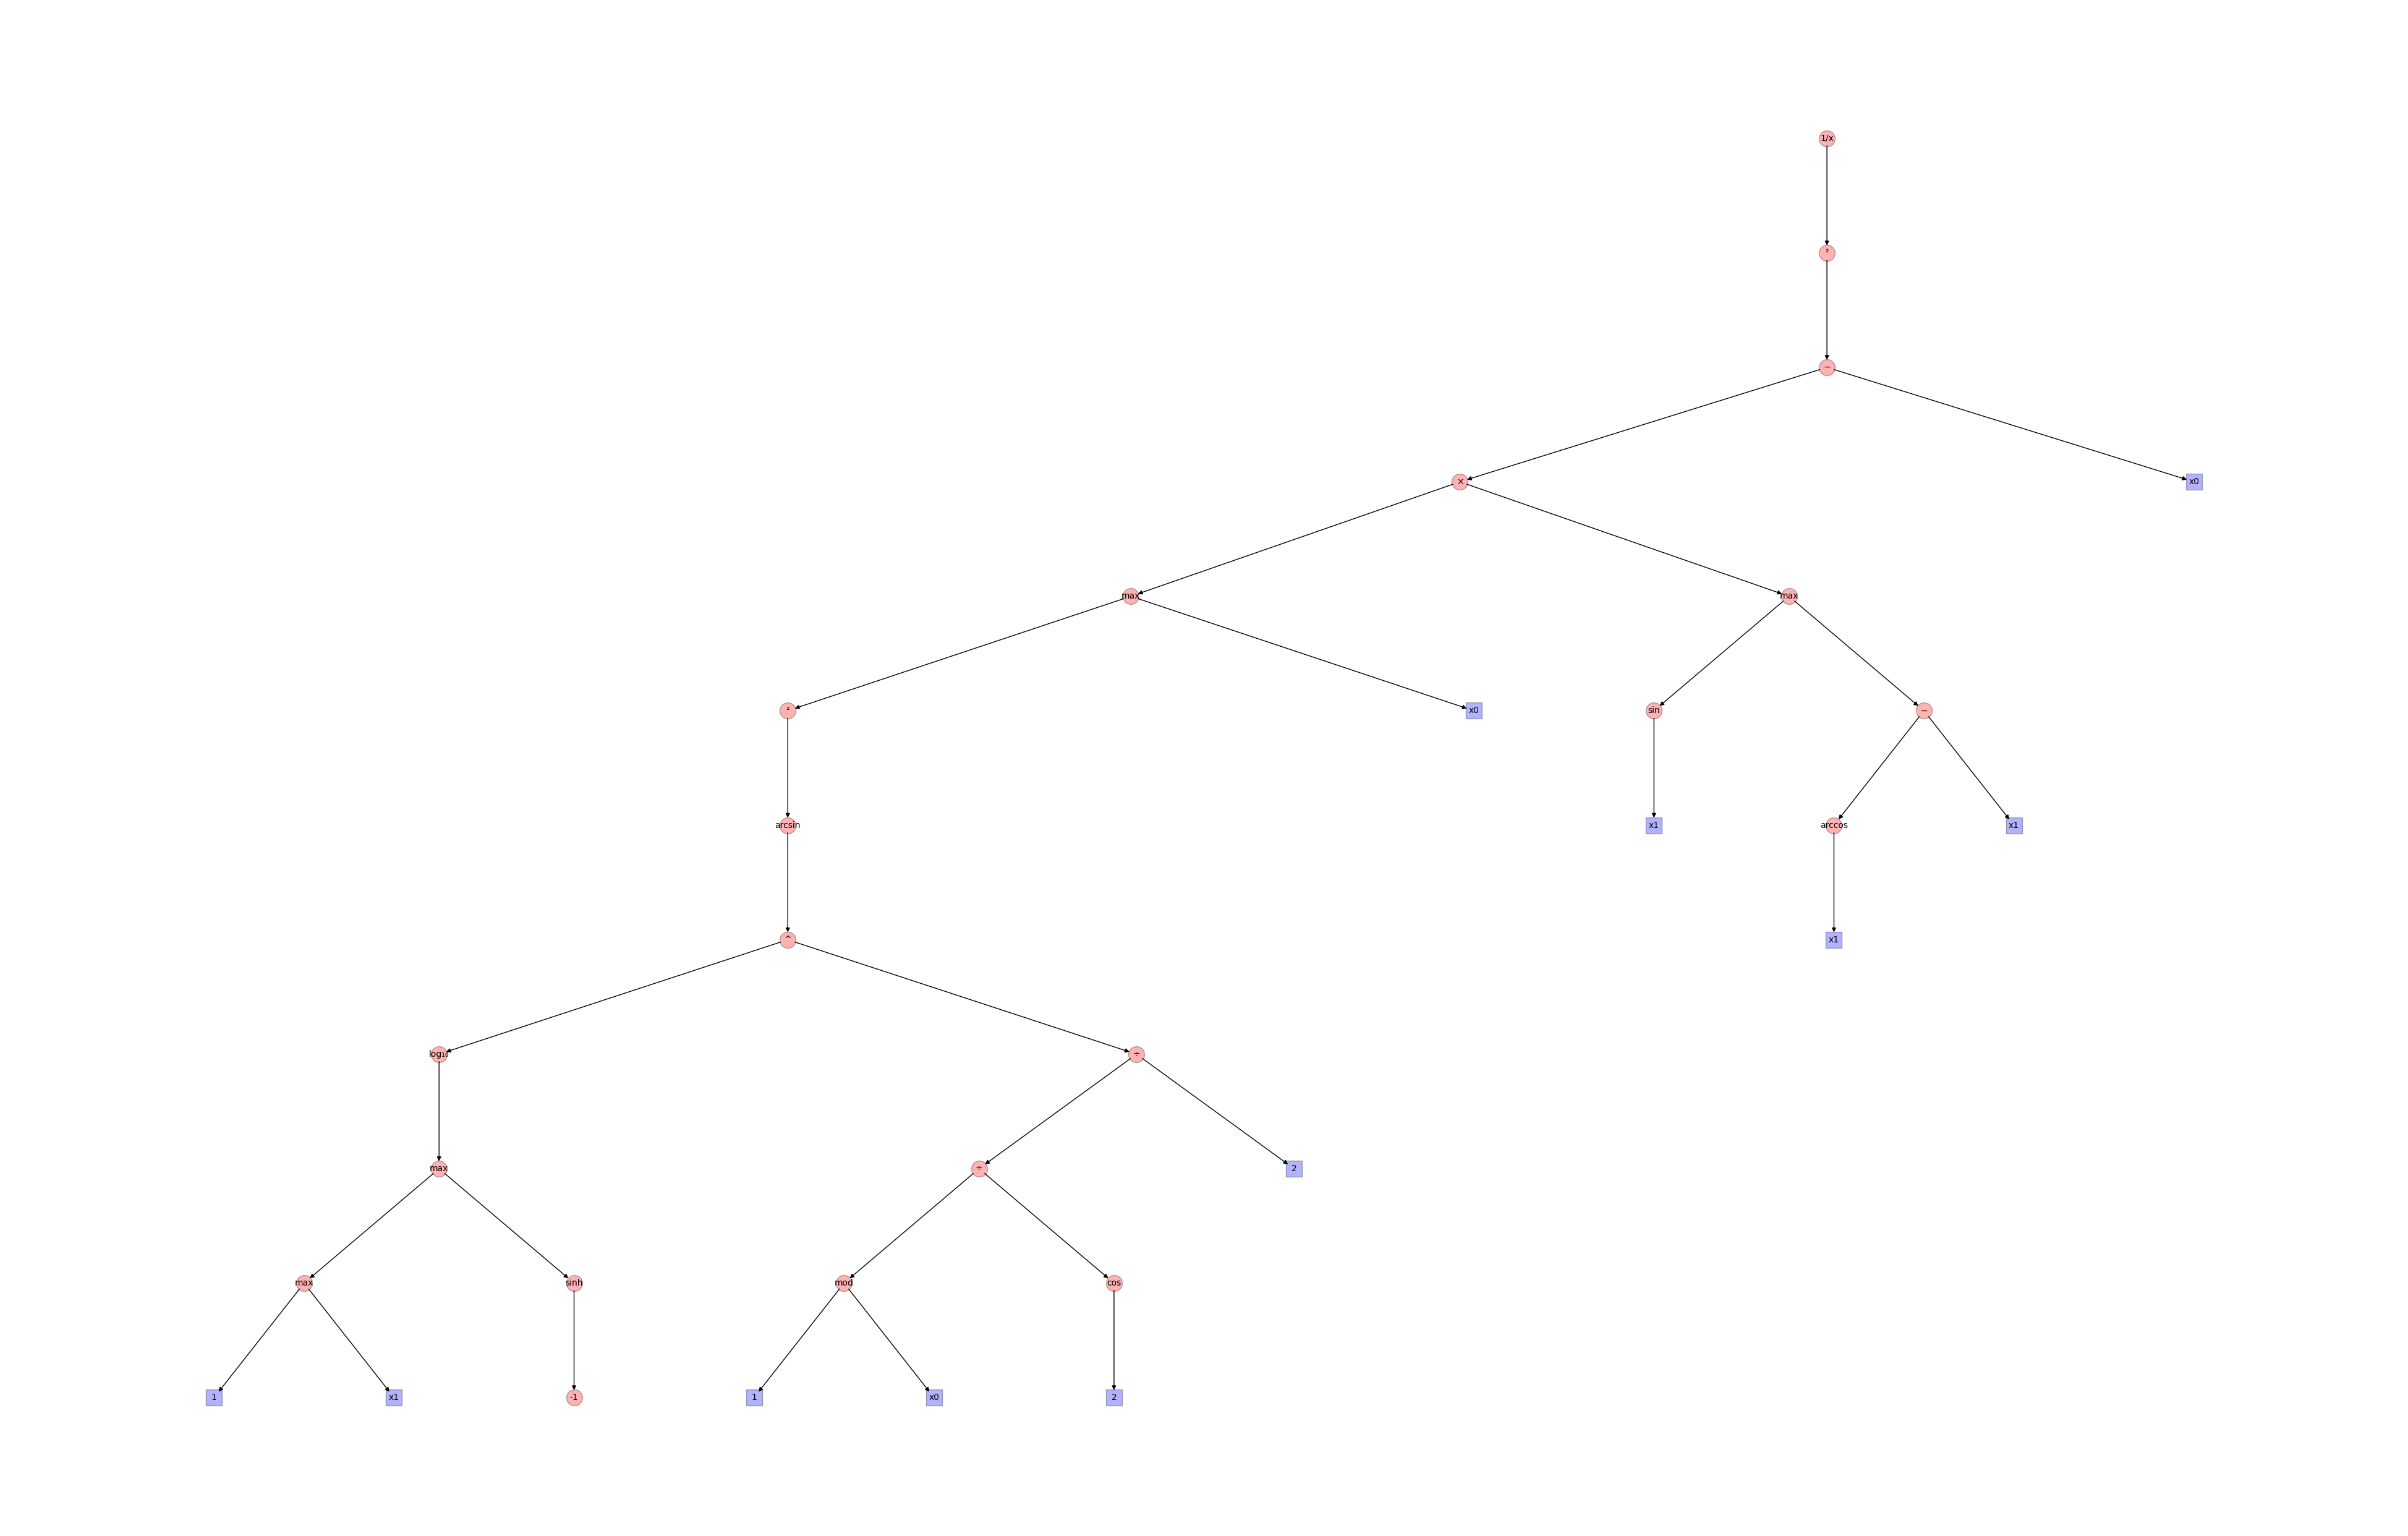 1/x
²
−
× x0
max max
² x0 sin −
arcsin x1 arccos x1
^ x1
log₁₀ ÷
max ÷ 2
max sinh mod cos
1 x1 -1 1 x0 2